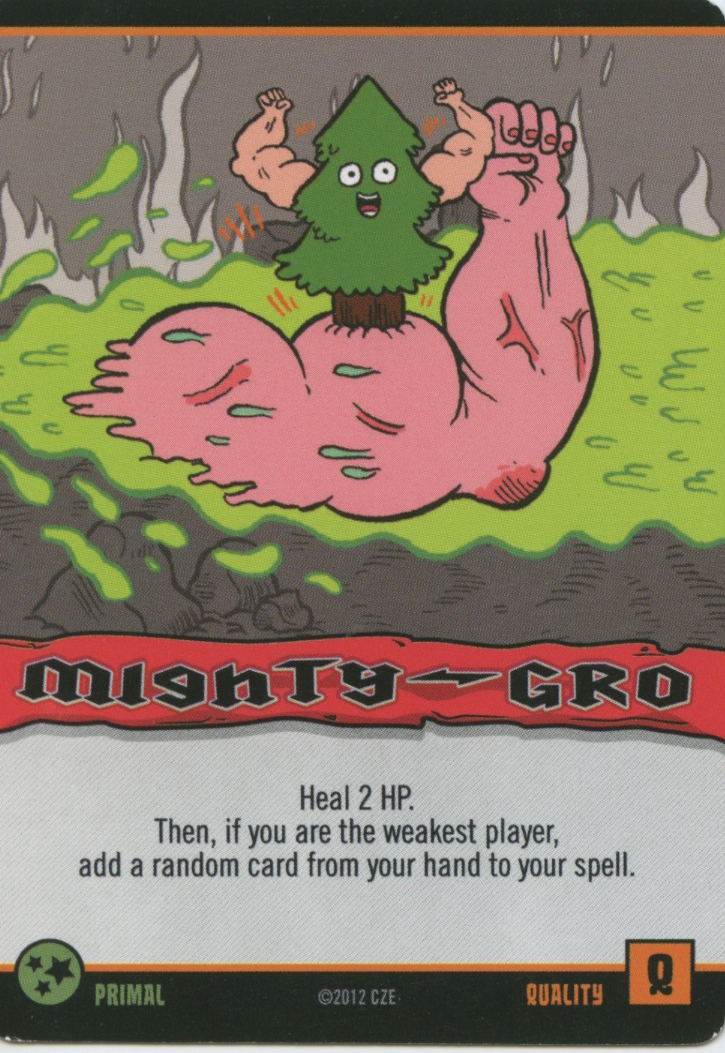 MIGHTY-GRO
Heal 2 HP.
Then, if you are the weakest player,
add a random card from your hand to your spell.
PRIMAL
©2012 CZE
QUALITY
Q